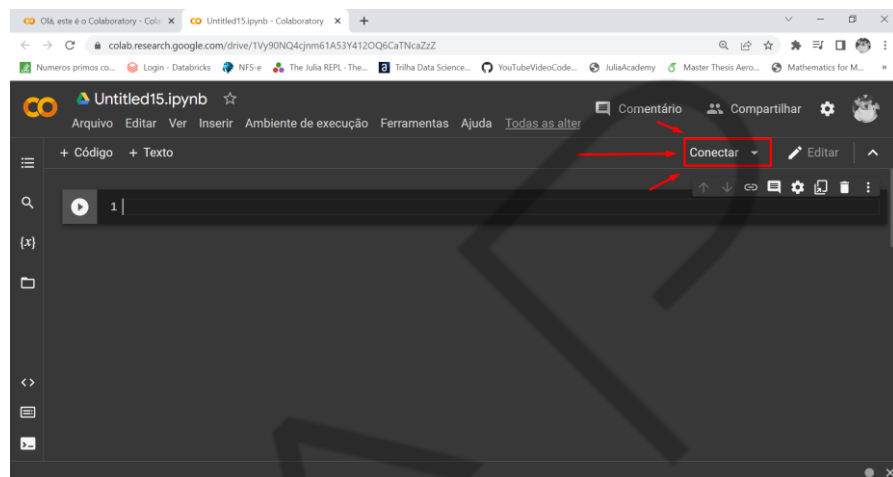 Olá, este é o Colaboratory - Cola
Untitled15.ipynb - Colaboratory
colab.research.google.com/drive/1Vy90NQ4cjnm61A53Y412OQ6CaTNcaZzZ
Numeros primos co... Login - Databricks NFS-e The Julia REPL · The... Trilha Data Science... YouTubeVideoCode... JuliaAcademy Master Thesis Aero... Mathematics for M... »
CO Untitled15.ipynb
Comentário Compartilhar
Arquivo Editar Ver Inserir Ambiente de execução Ferramentas Ajuda Todas as alter
+ Código + Texto Conectar Editar
1
{x}